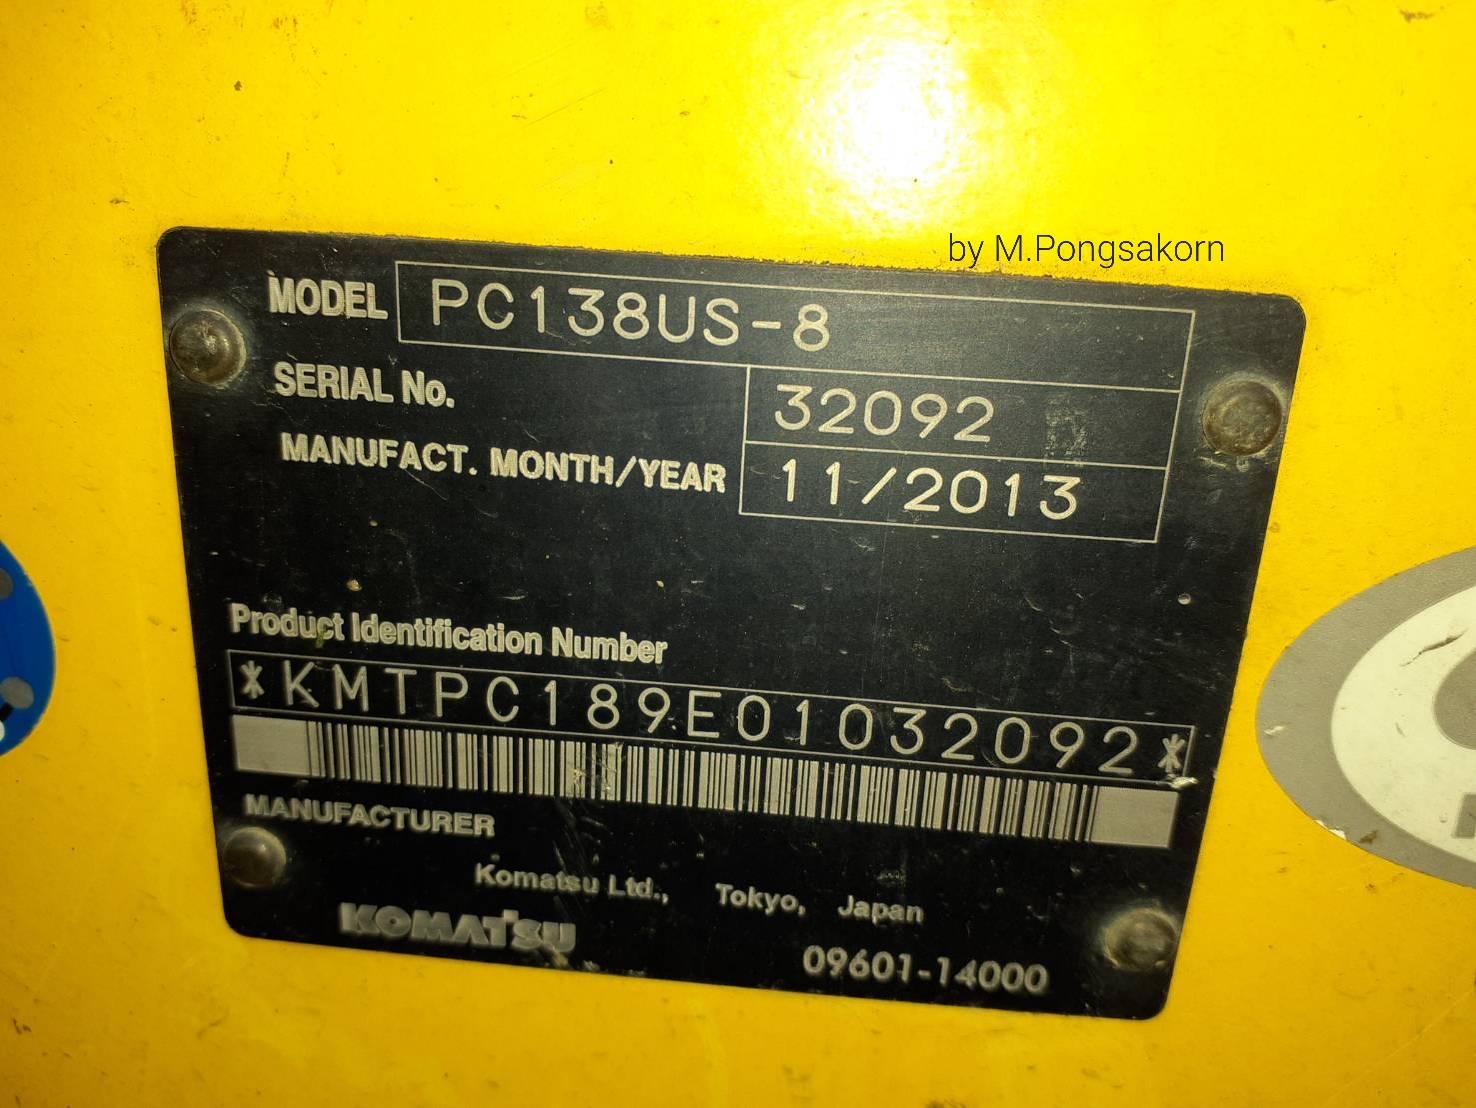 by M.Pongsakorn
MODEL PC138US-8
SERIAL No. 32092
MANUFACT. MONTH/YEAR 11/2013
Product Identification Number
*KMTPC189E01032092*
MANUFACTURER
Komatsu Ltd., Tokyo, Japan
KOMATSU
09601-14000